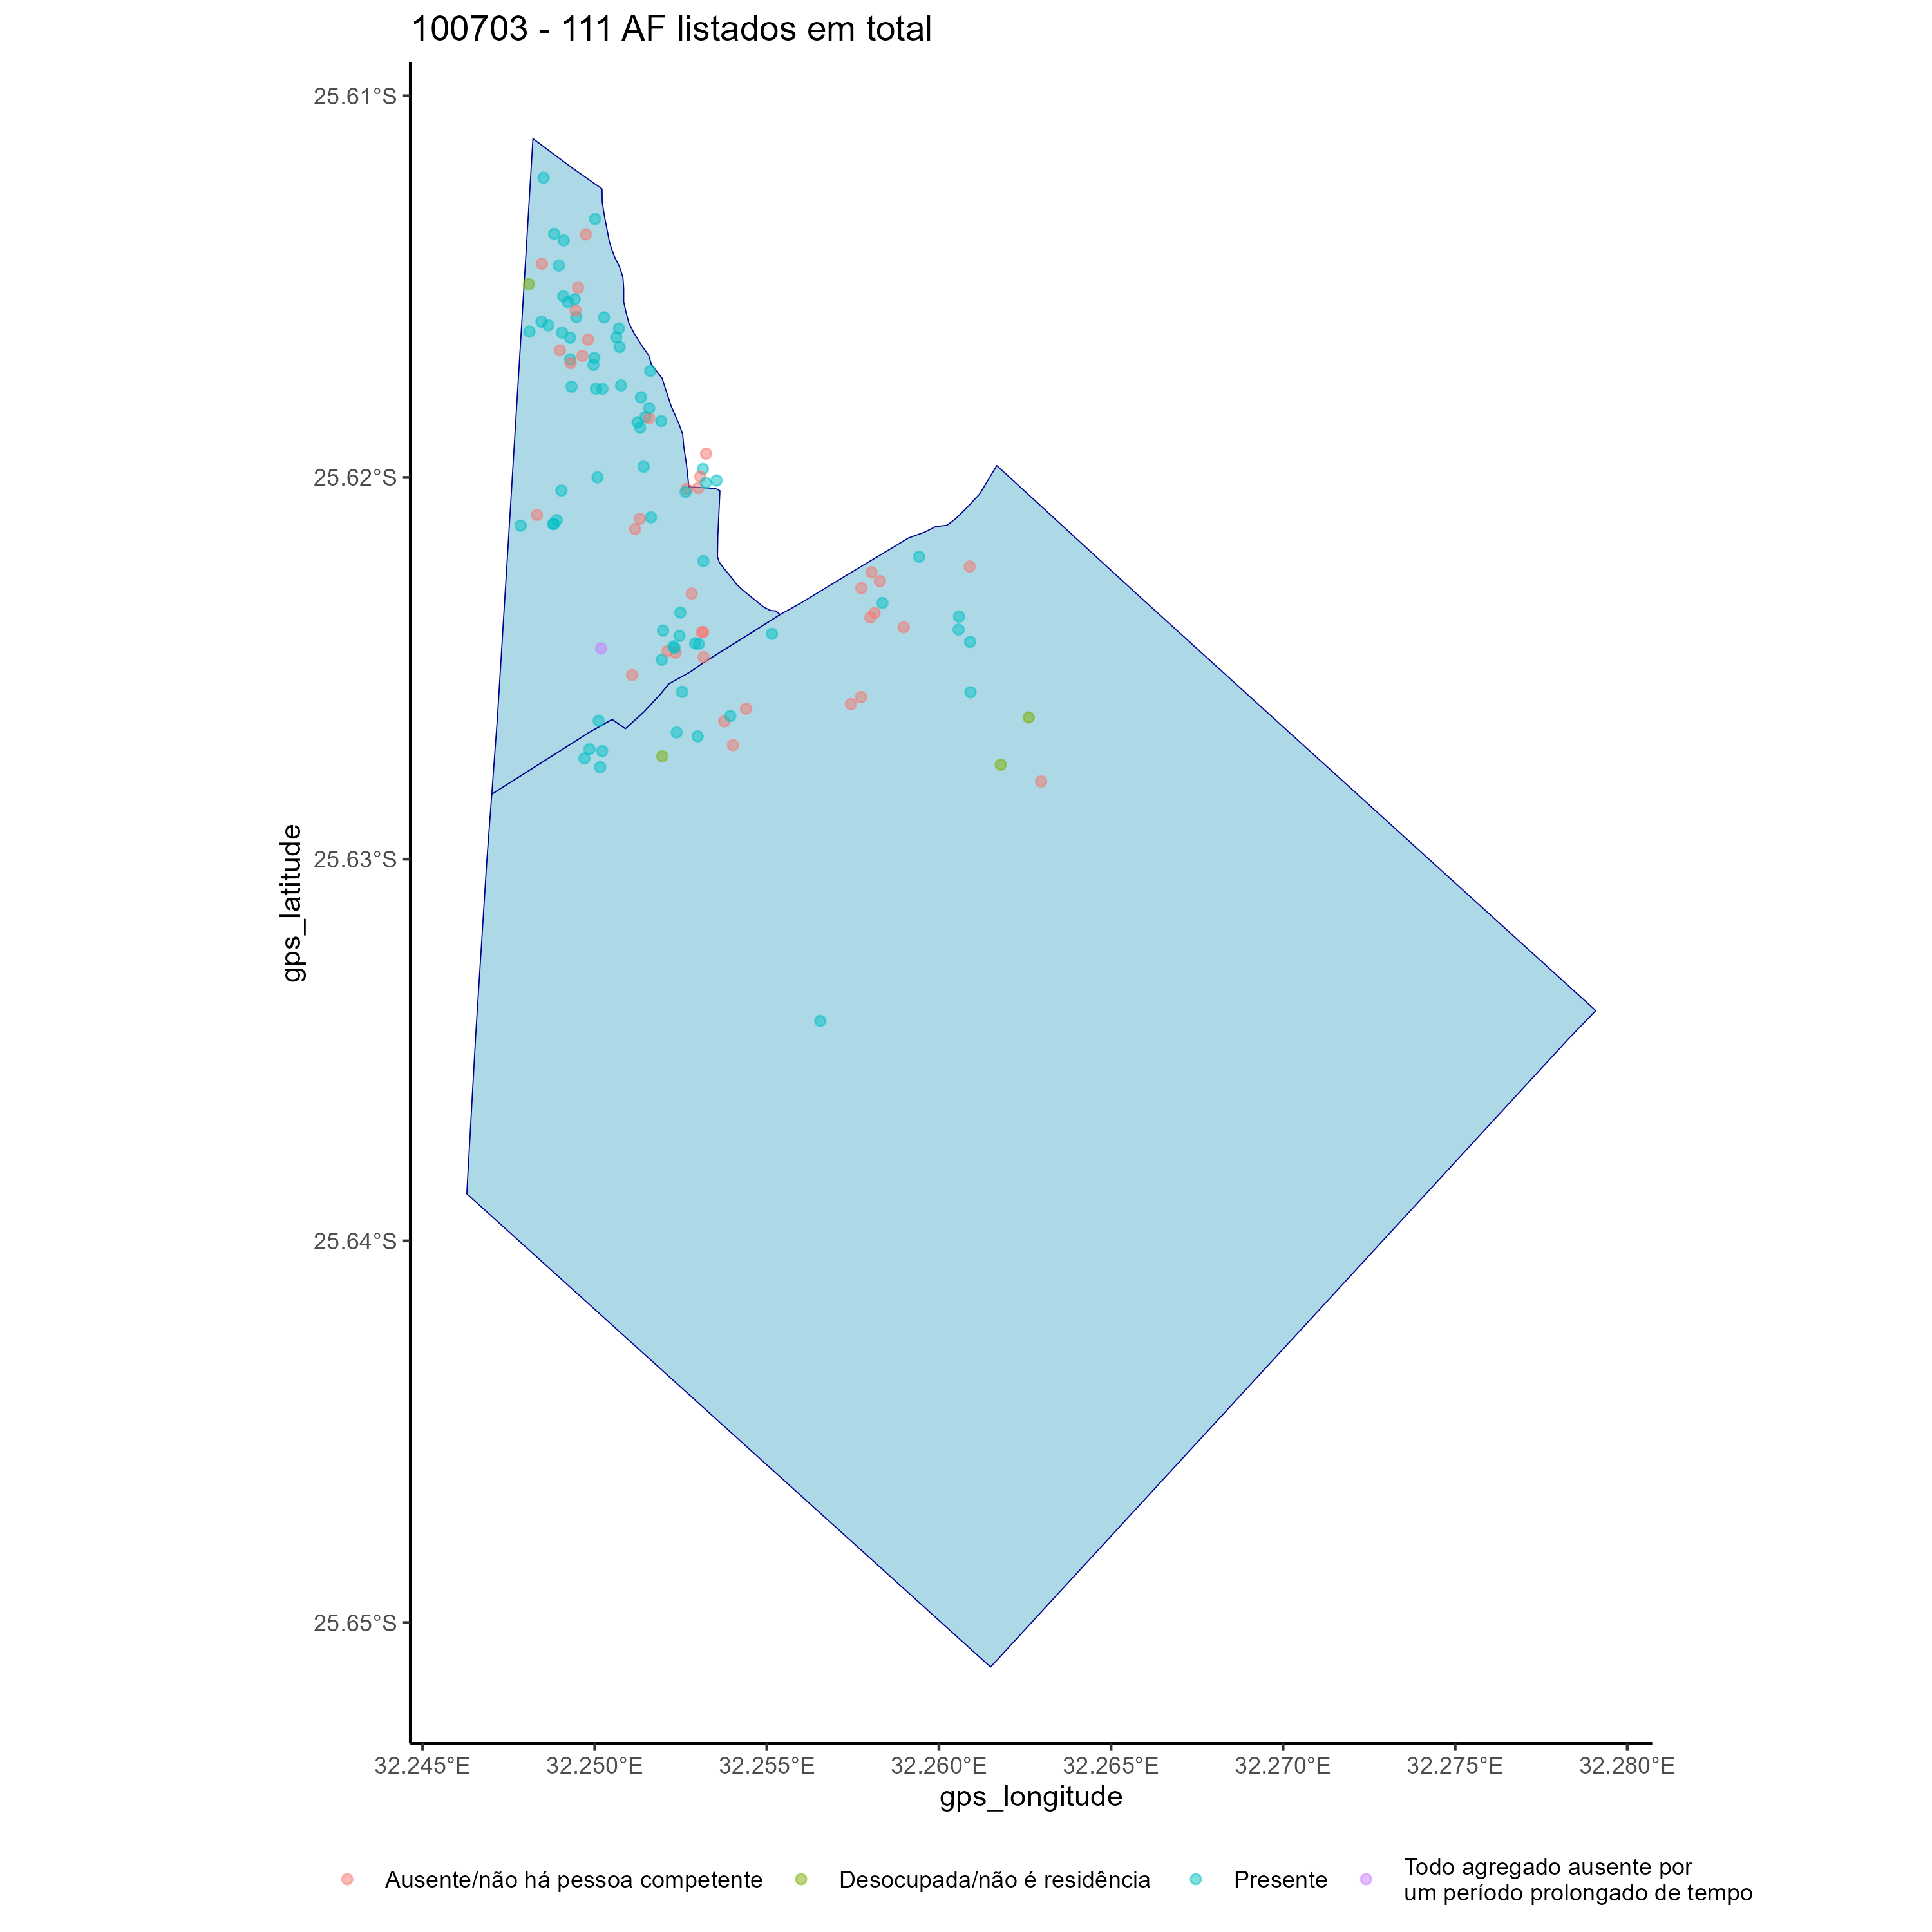 100703 - 111 AF listados em total
25.61°S
25.62°S
25.63°S
25.64°S
25.65°S
gps_latitude
32.245°E 32.250°E 32.255°E 32.260°E 32.265°E 32.270°E 32.275°E 32.280°E
gps_longitude
Ausente/não há pessoa competente Desocupada/não é residência Presente Todo agregado ausente por
um período prolongado de tempo